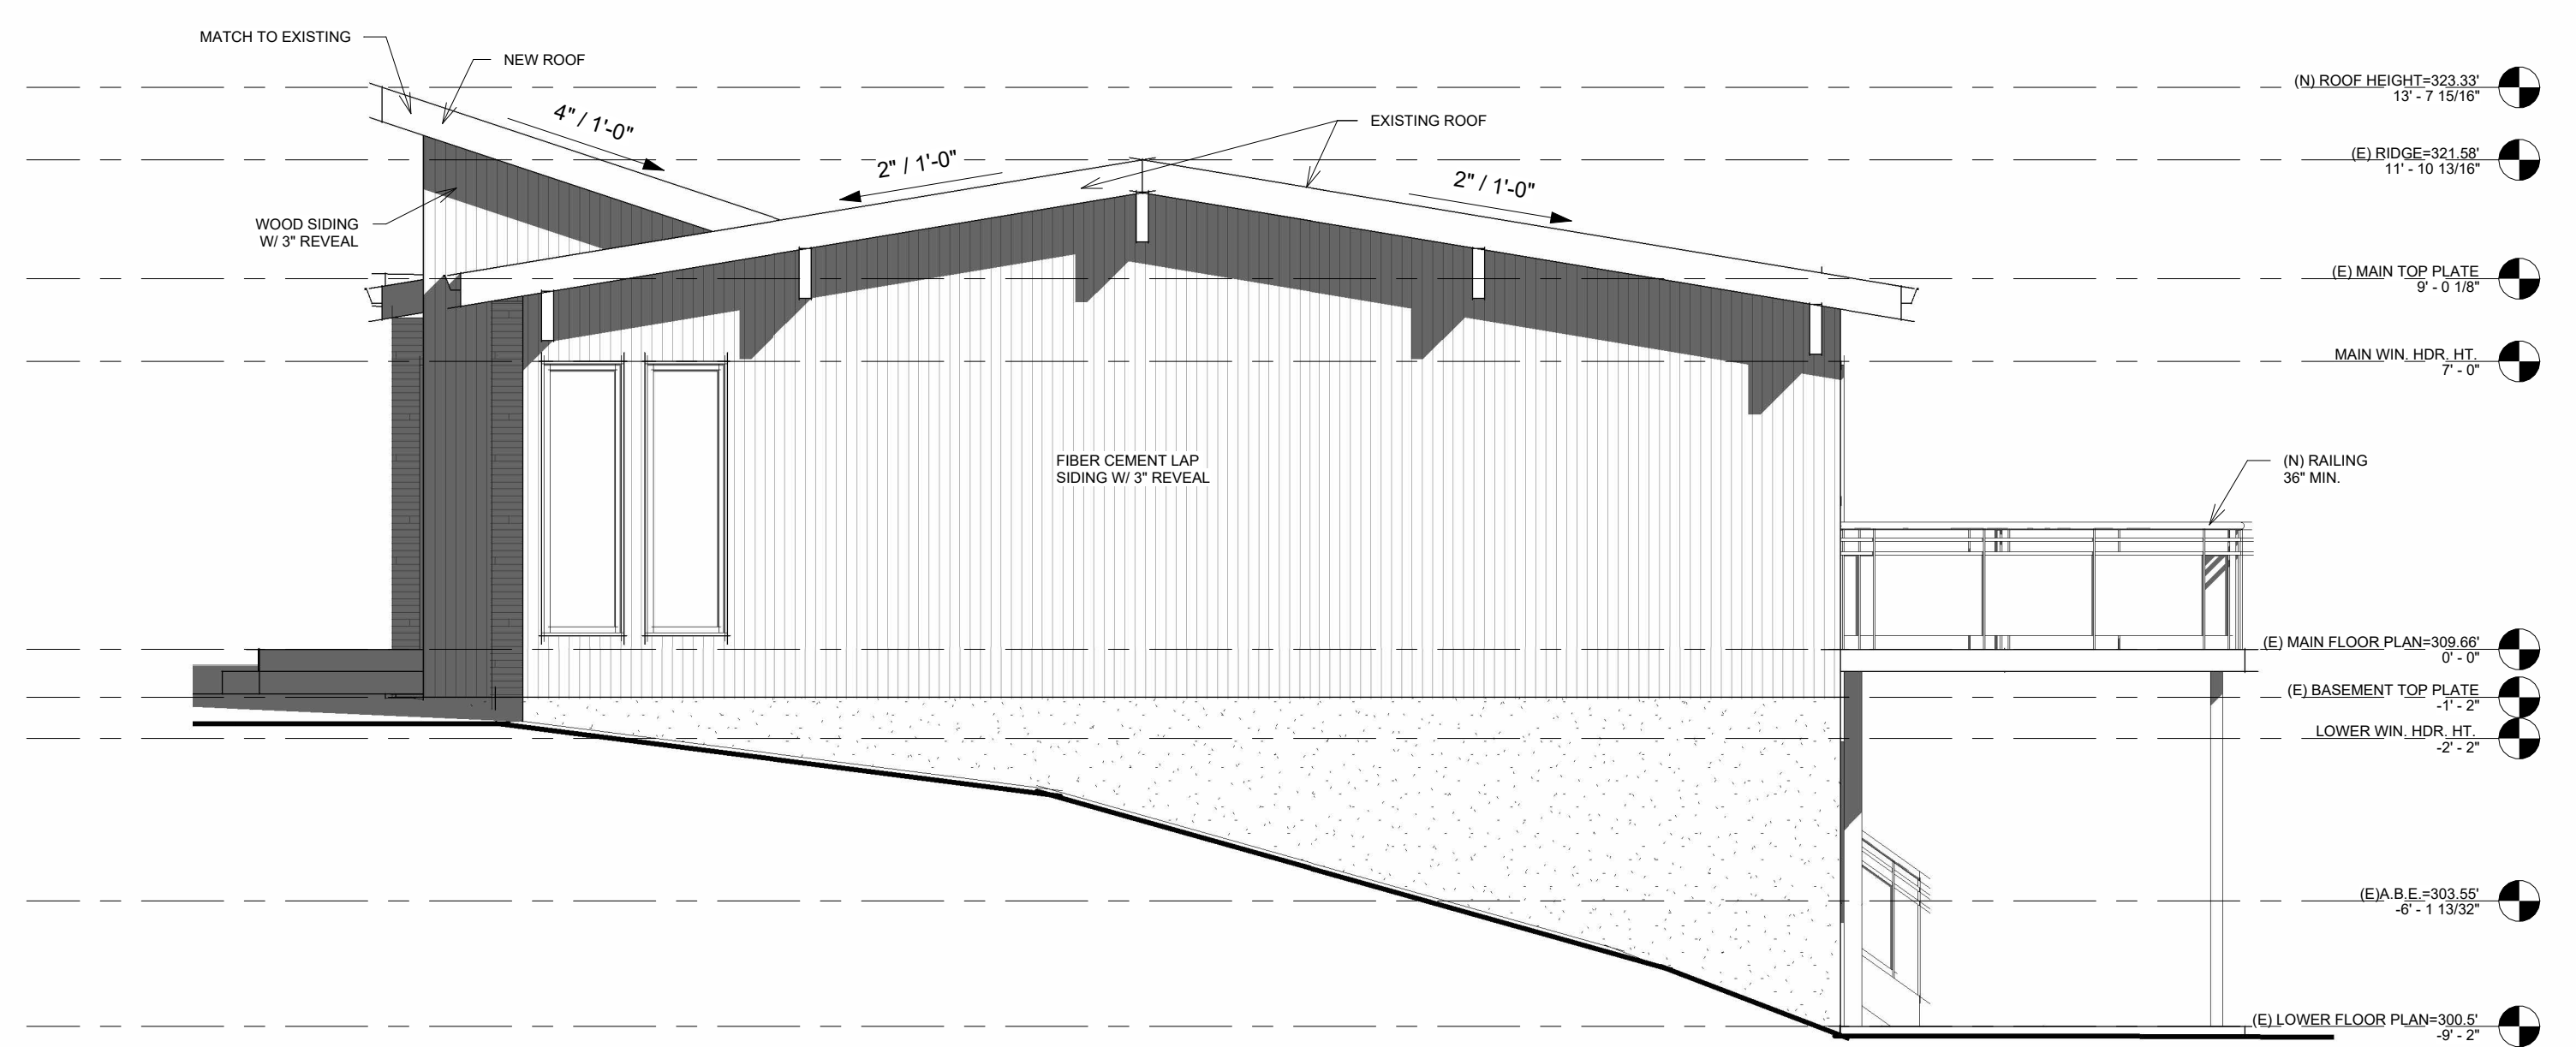 MATCH TO EXISTING
NEW ROOF
4" / 1'-0"
2" / 1'-0"
EXISTING ROOF
2" / 1'-0"
WOOD SIDING
W/ 3" REVEAL
FIBER CEMENT LAP
SIDING W/ 3" REVEAL
(N) RAILING
36" MIN.
(N) ROOF HEIGHT=323.33'
13' - 7 15/16"
(E) RIDGE=321.58'
11' - 10 13/16"
(E) MAIN TOP PLATE
9' - 0 1/8"
MAIN WIN. HDR. HT.
7' - 0"
(E) MAIN FLOOR PLAN=309.66'
0' - 0"
(E) BASEMENT TOP PLATE
-1' - 2"
LOWER WIN. HDR. HT.
-2' - 2"
(E)A.B.E.=303.55'
-6' - 1 13/32"
(E) LOWER FLOOR PLAN=300.5'
-9' - 2"